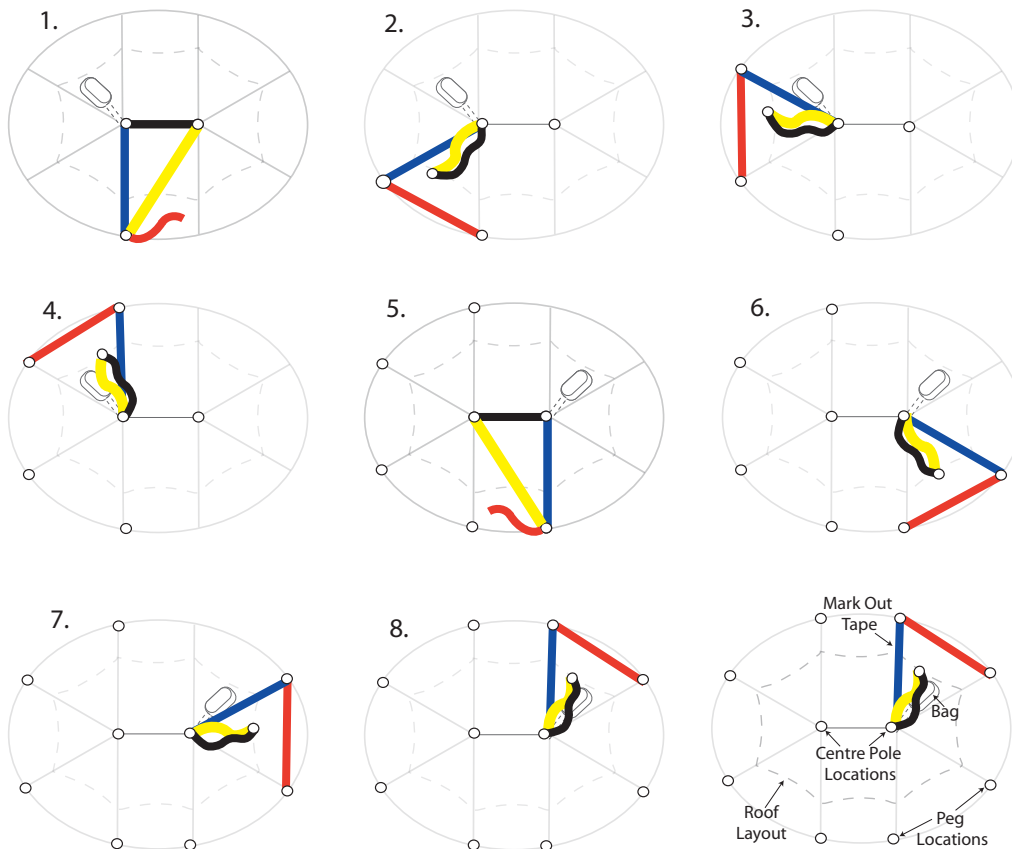 1.
2.
3.
4.
5.
6.
7.
8.
Mark Out
Tape
Bag
Centre Pole
Locations
Roof
Layout
Peg
Locations